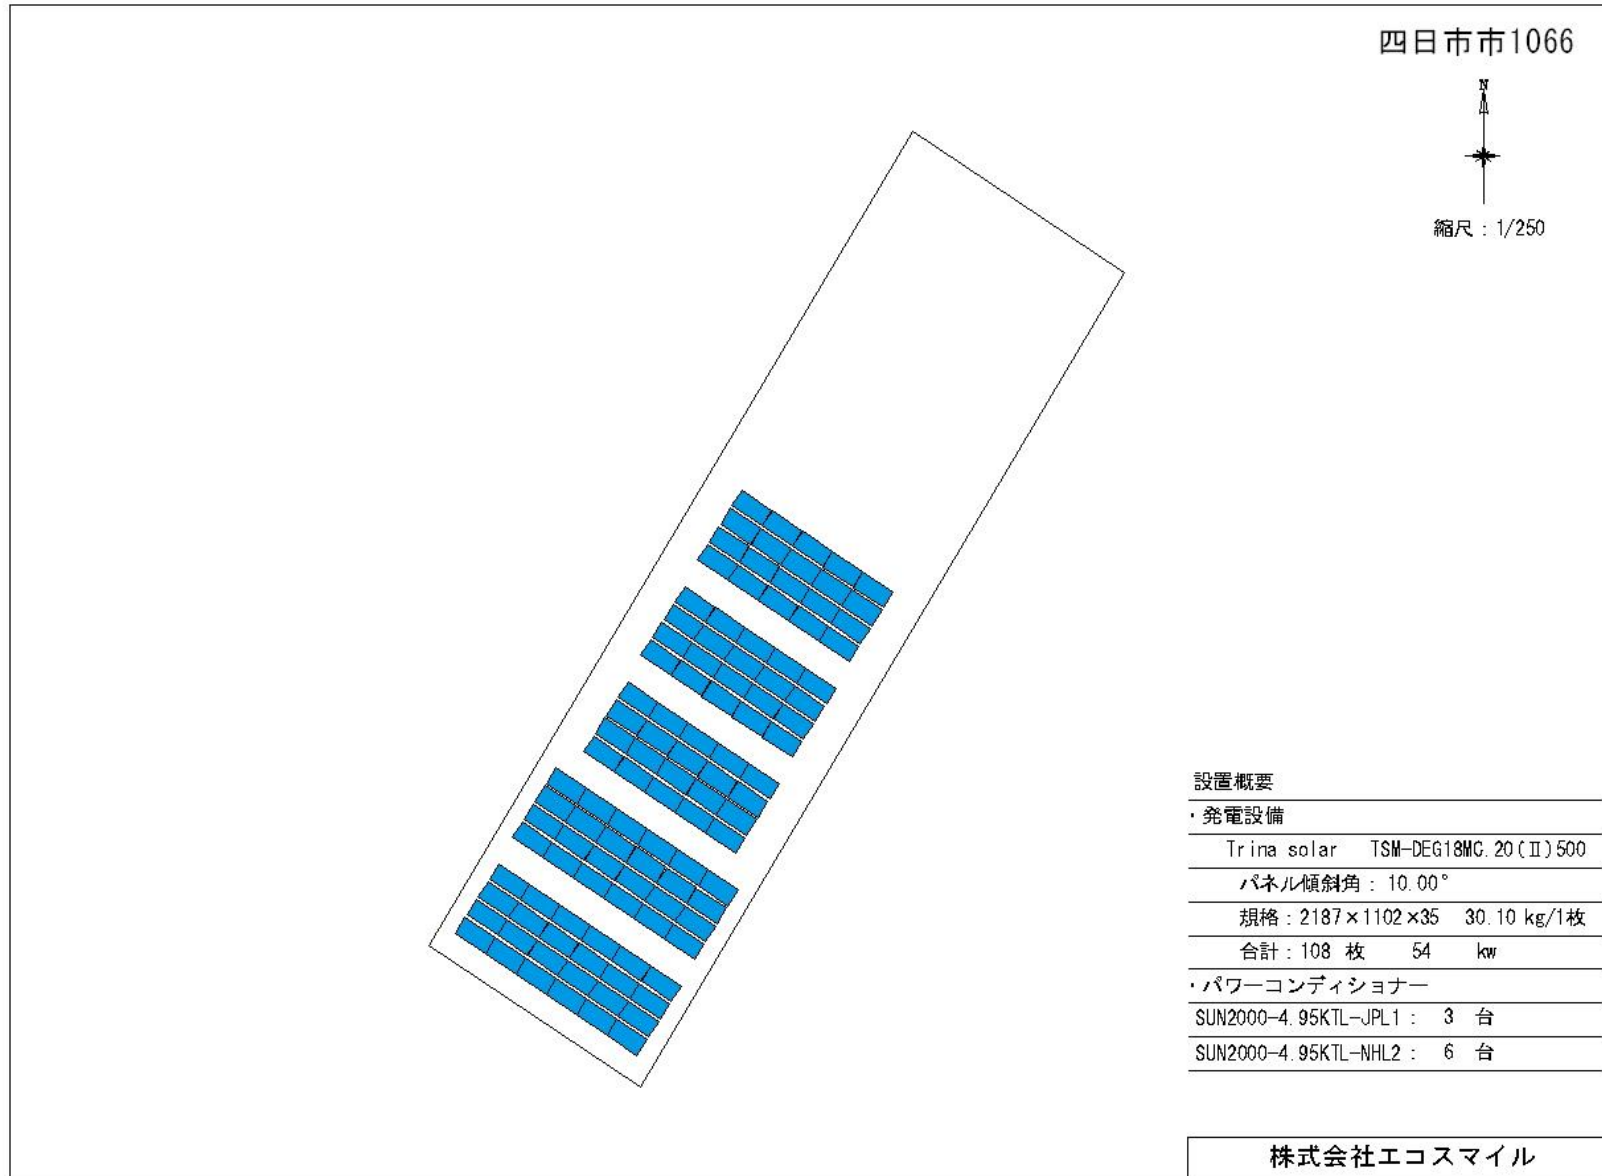 四日市市1066
N
縮尺：1/250
設置概要
・発電設備
Trina solar TSM-DEG18MC.20(Ⅱ)500
パネル傾斜角：10.00°
規格：2187×1102×35 30.10 kg/1枚
合計：108 枚 54 kw
・パワーコンディショナー
SUN2000-4.95KTL-JPL1： 3 台
SUN2000-4.95KTL-NHL2： 6 台
株式会社エコスマイル